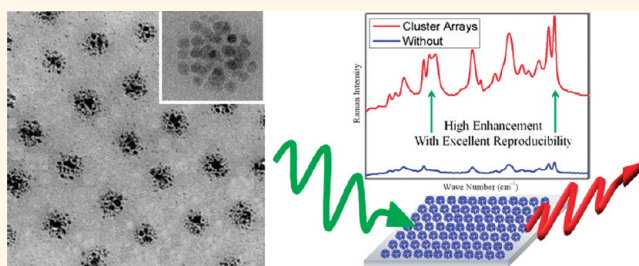 Cluster Arrays
Without
Raman Intensity
High Enhancement
With Excellent Reproducibility
Wave Number (cm⁻¹)